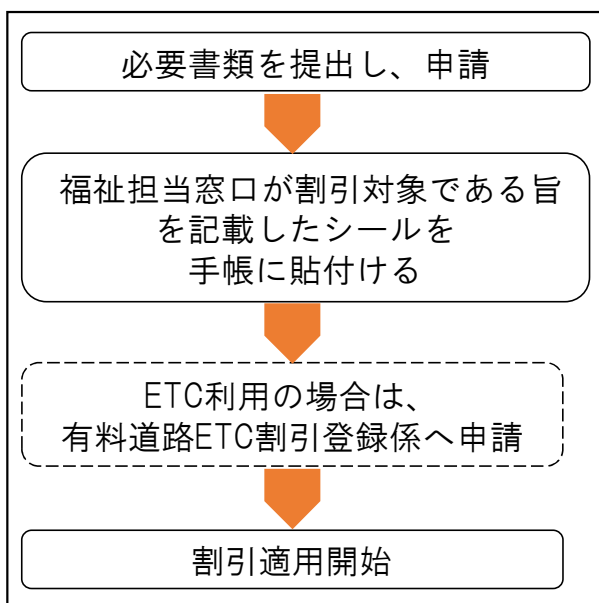 必要書類を提出し、申請
福祉担当窓口が割引対象である旨
を記載したシールを
手帳に貼付ける
ETC利用の場合は、
有料道路ETC割引登録係へ申請
割引適用開始